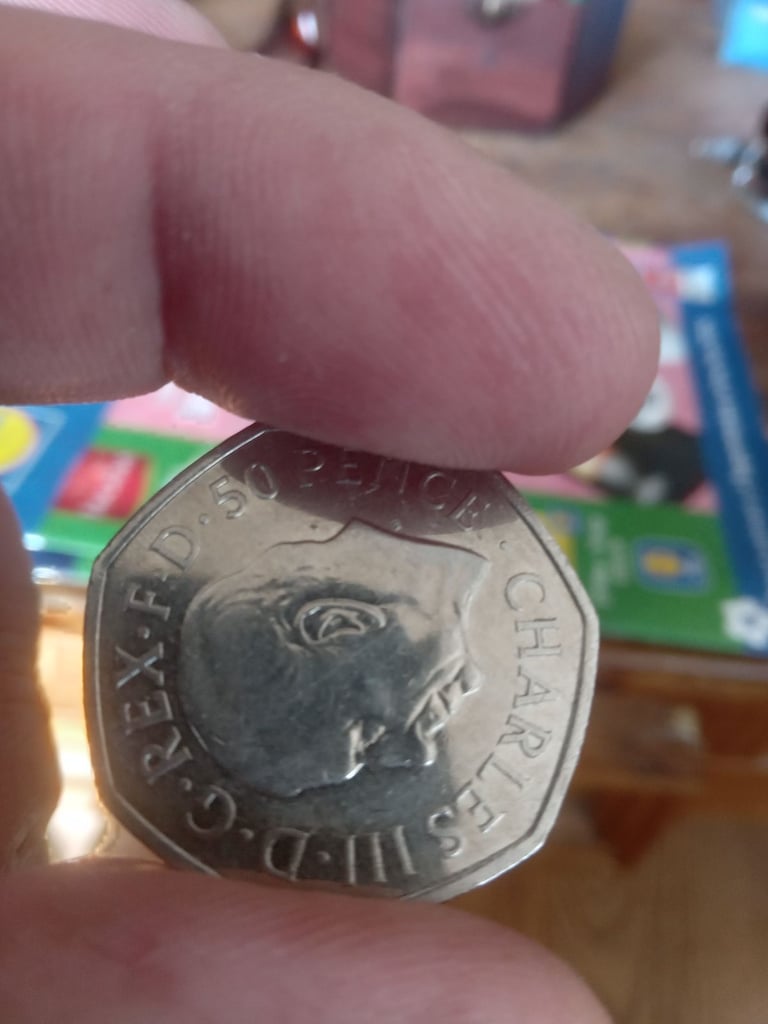 CHARLES III · D · G · REX · F · D · 50 PENCE ·